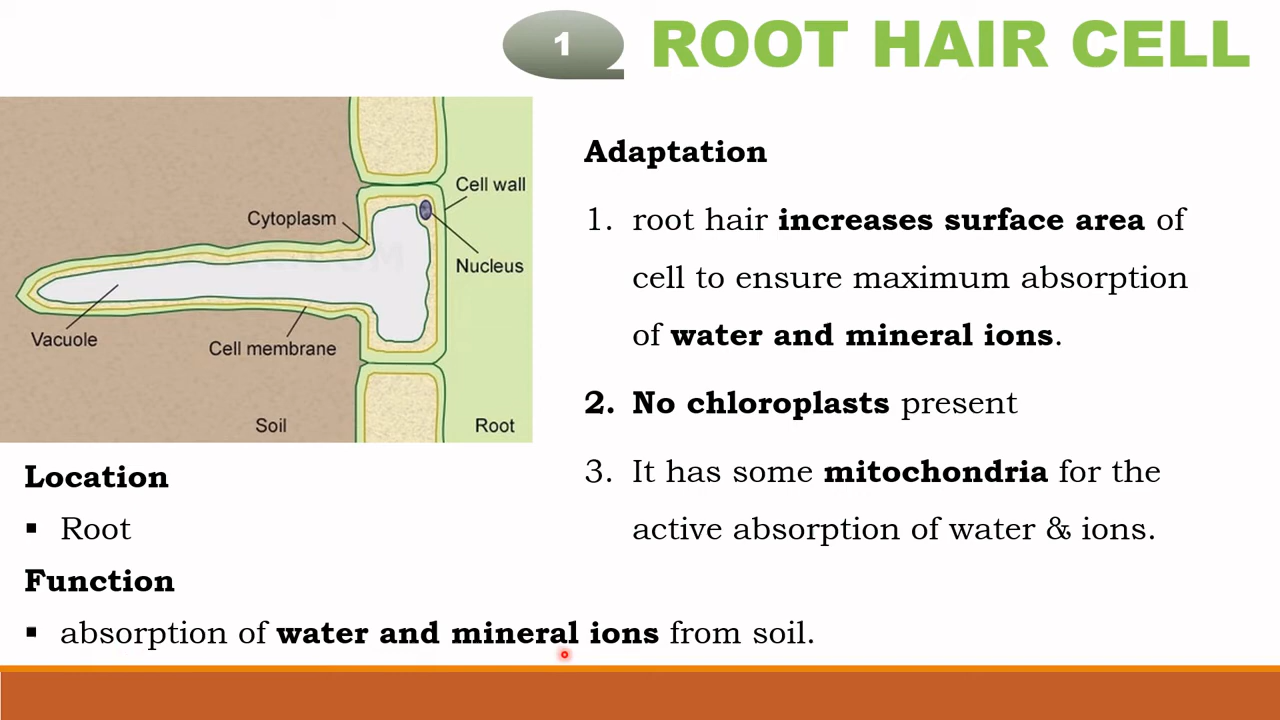 1 ROOT HAIR CELL
Cell wall
Cytoplasm
Nucleus
Vacuole
Cell membrane
Soil
Root
Adaptation
1. root hair increases surface area of
cell to ensure maximum absorption
of water and mineral ions.
2. No chloroplasts present
3. It has some mitochondria for the
active absorption of water & ions.
Location
▪ Root
Function
▪ absorption of water and mineral ions from soil.